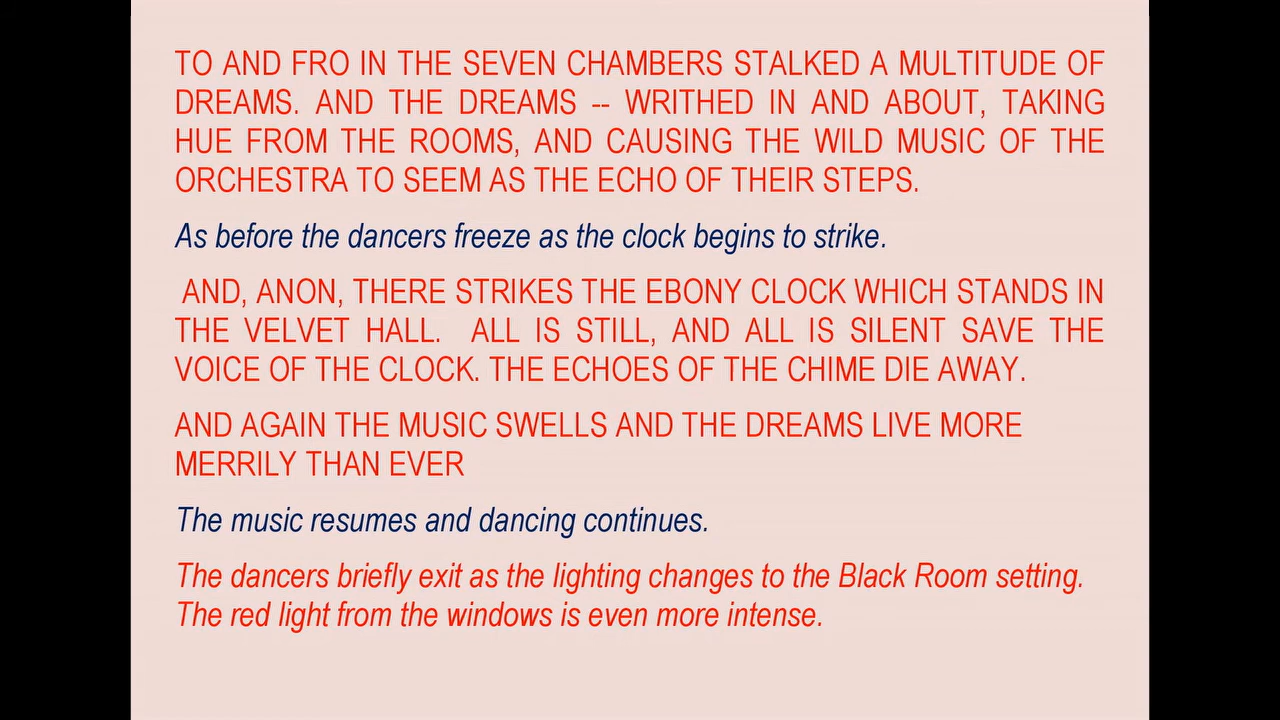 TO AND FRO IN THE SEVEN CHAMBERS STALKED A MULTITUDE OF
DREAMS. AND THE DREAMS -- WRITHED IN AND ABOUT, TAKING
HUE FROM THE ROOMS, AND CAUSING THE WILD MUSIC OF THE
ORCHESTRA TO SEEM AS THE ECHO OF THEIR STEPS.
As before the dancers freeze as the clock begins to strike.
AND, ANON, THERE STRIKES THE EBONY CLOCK WHICH STANDS IN
THE VELVET HALL. ALL IS STILL, AND ALL IS SILENT SAVE THE
VOICE OF THE CLOCK. THE ECHOES OF THE CHIME DIE AWAY.
AND AGAIN THE MUSIC SWELLS AND THE DREAMS LIVE MORE
MERRILY THAN EVER
The music resumes and dancing continues.
The dancers briefly exit as the lighting changes to the Black Room setting.
The red light from the windows is even more intense.